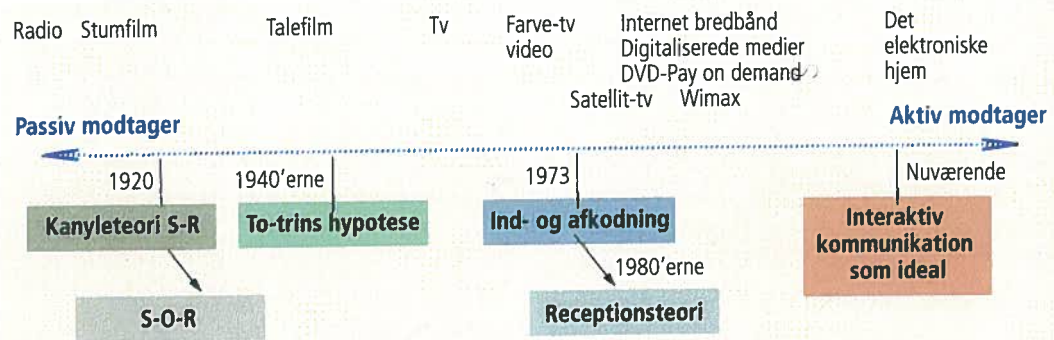 Radio Stumfilm Talefilm Tv Farve-tv
video
Internet bredbånd
Digitaliserede medier
DVD-Pay on demand
Satellit-tv Wimax
Det
elektroniske
hjem
Passiv modtager
Aktiv modtager
1920
1940'erne
1973
Nuværende
Kanyleteori S-R
To-trins hypotese
Ind- og afkodning
Interaktiv
kommunikation
som ideal
1980'erne
S-O-R
Receptionsteori